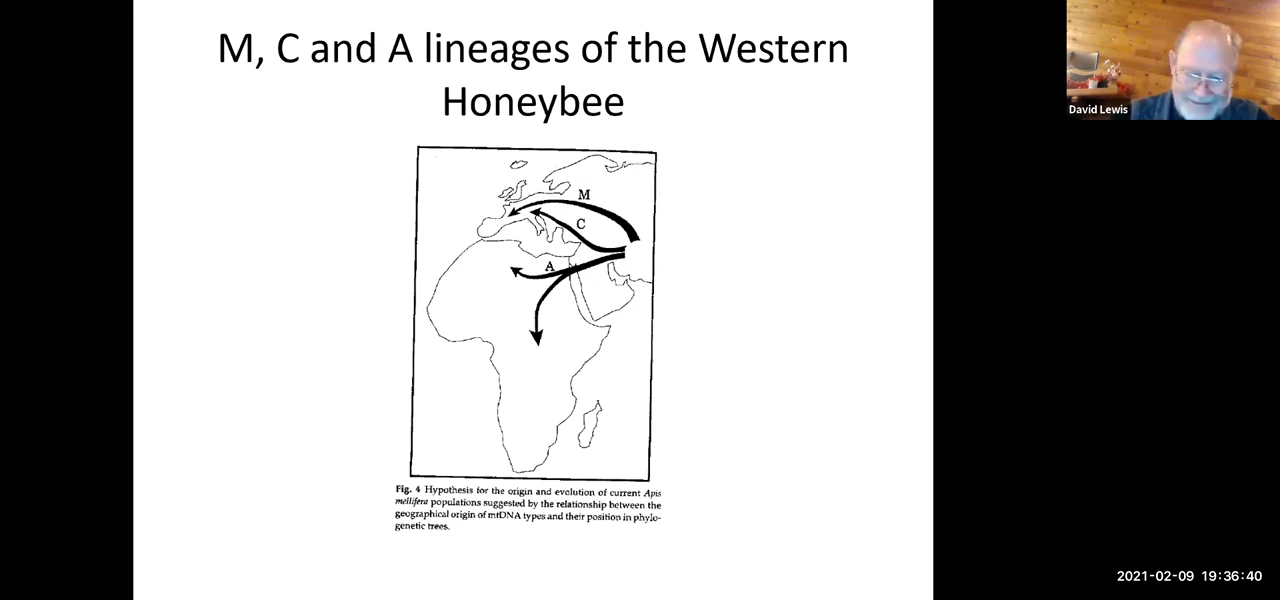 M, C and A lineages of the Western
Honeybee
M
C
A
Fig. 4 Hypothesis for the origin and evolution of current Apis
mellifera populations suggested by the relationship between the
geographical origin of mtDNA types and their position in phylo-
genetic trees.
David Lewis
2021-02-09 19:36:40